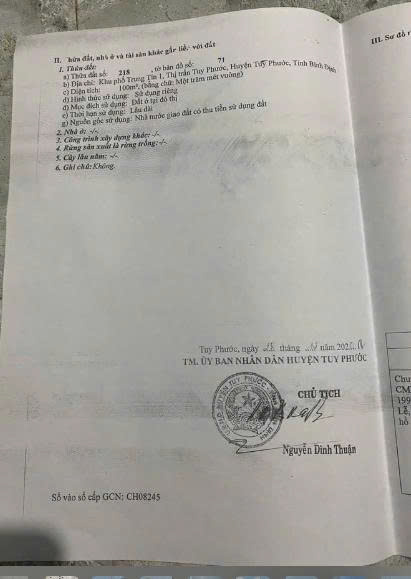 II. Thửa đất, nhà ở và tài sản khác gắn liền với đất
1. Thửa đất:
a) Thửa đất số: 218 , tờ bản đồ số: 71
b) Địa chỉ: Khu phố Trung Tín 1, Thị trấn Tuy Phước, Huyện Tuy Phước, Tỉnh Bình Định
c) Diện tích: 100m², (bằng chữ: Một trăm mét vuông)
d) Hình thức sử dụng: Sử dụng riêng
đ) Mục đích sử dụng: Đất ở tại đô thị
e) Thời hạn sử dụng: Lâu dài
g) Nguồn gốc sử dụng: Nhà nước giao đất có thu tiền sử dụng đất
2. Nhà ở: -/-.
3. Công trình xây dựng khác: -/-.
4. Rừng sản xuất là rừng trồng: -/-.
5. Cây lâu năm: -/-.
6. Ghi chú: Không.
III. Sơ đồ
Tuy Phước, ngày tháng năm
TM. ỦY BAN NHÂN DÂN HUYỆN TUY PHƯỚC
CHỦ TỊCH
Nguyễn Đình Thuận
Số vào sổ cấp GCN: CH08245
CM
199
Lê,
hồ